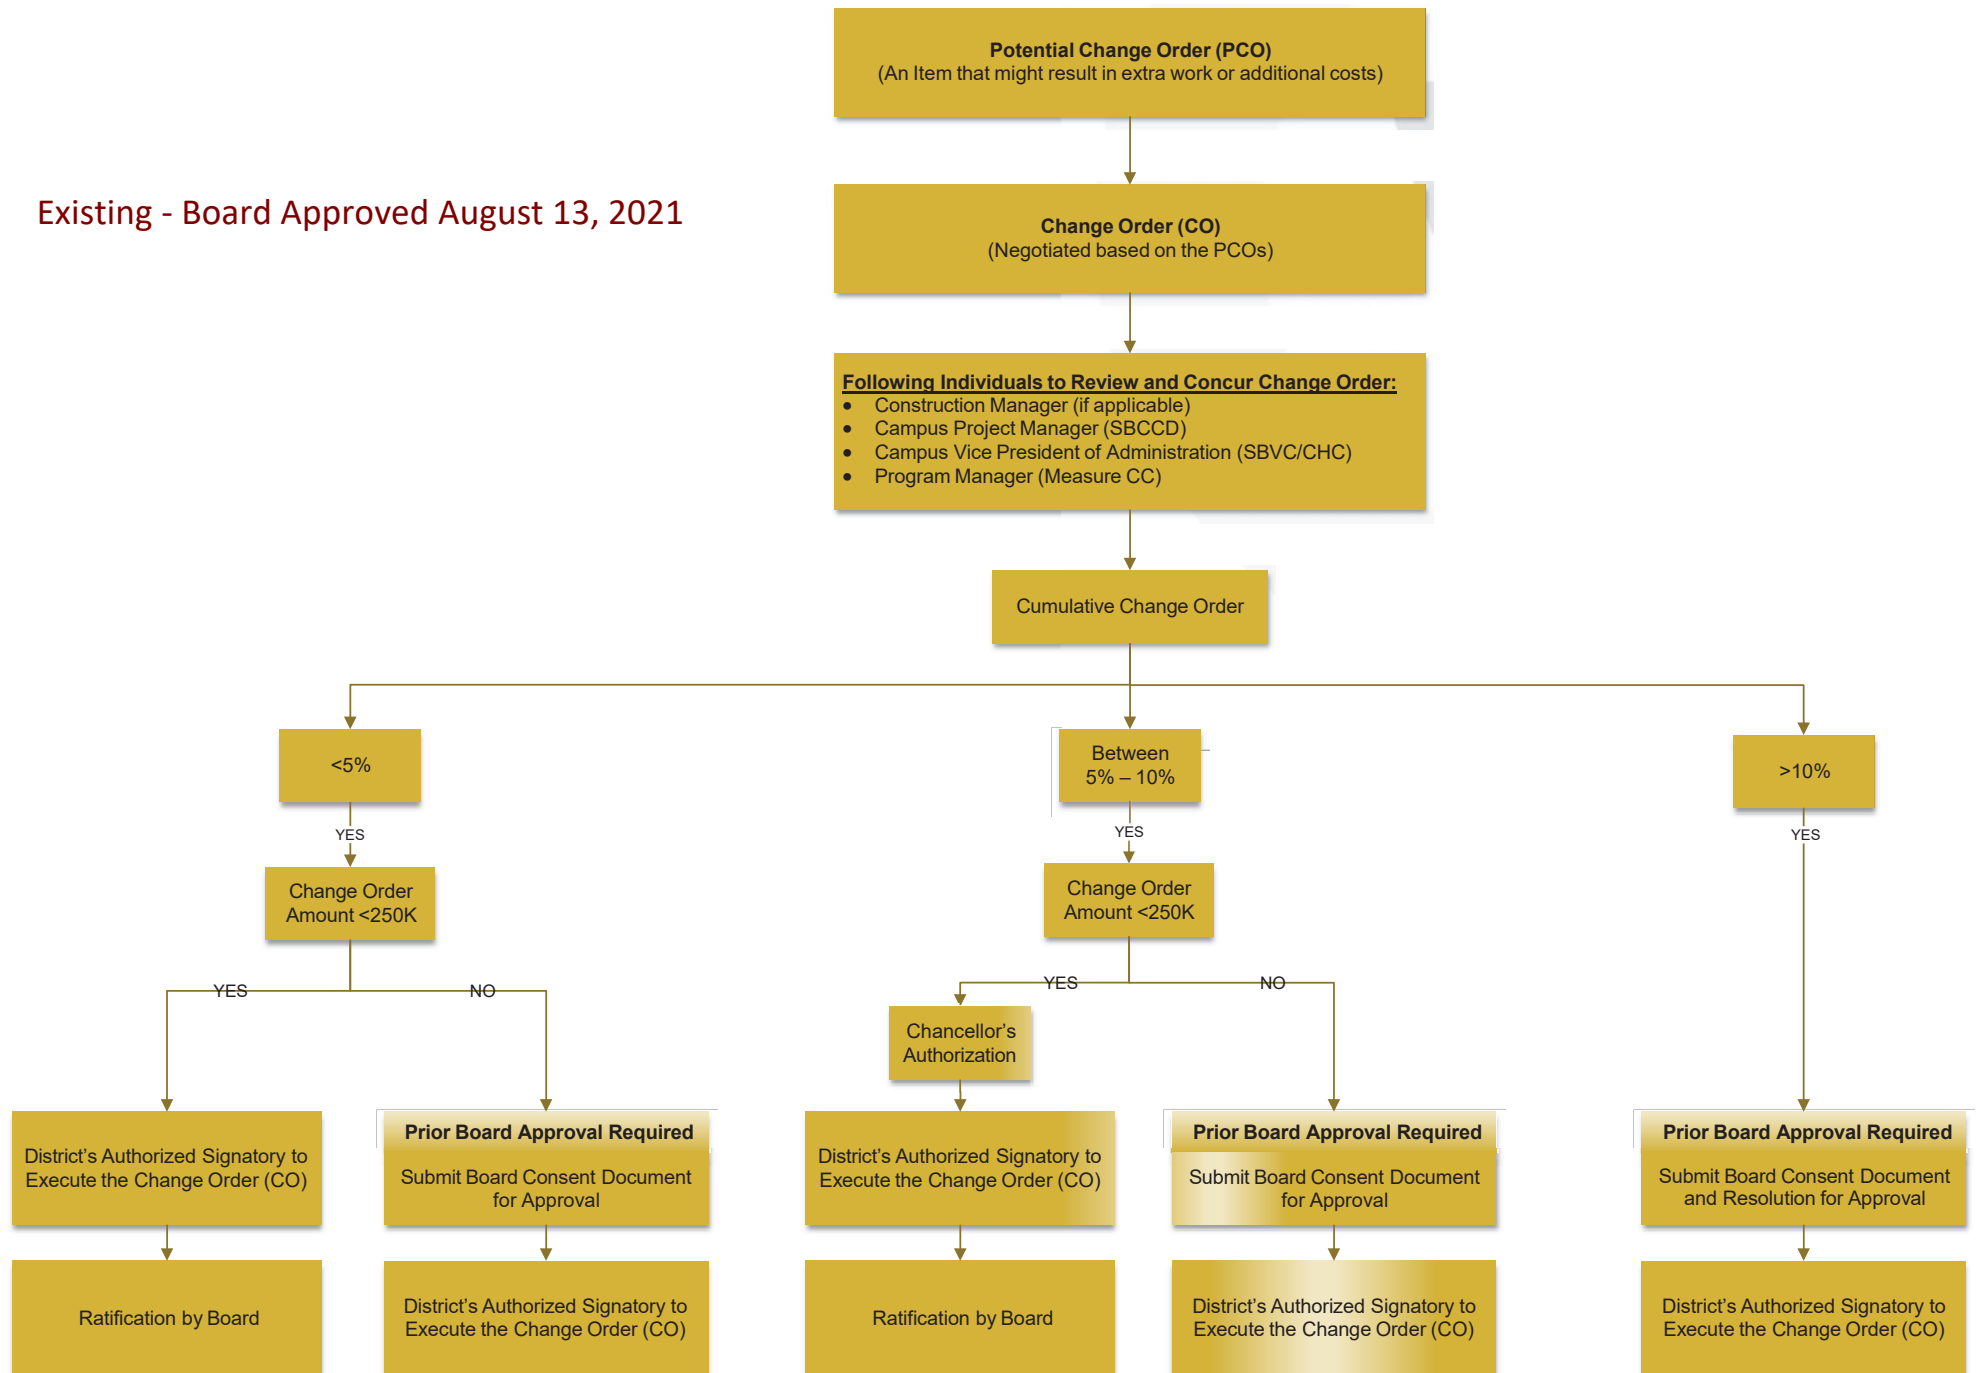 Potential Change Order (PCO)
(An Item that might result in extra work or additional costs)
Existing - Board Approved August 13, 2021
Change Order (CO)
(Negotiated based on the PCOs)
Following Individuals to Review and Concur Change Order:
• Construction Manager (if applicable)
• Campus Project Manager (SBCCD)
• Campus Vice President of Administration (SBVC/CHC)
• Program Manager (Measure CC)
Cumulative Change Order
<5%
Between
5% – 10%
>10%
YES
YES
YES
Change Order
Amount <250K
Change Order
Amount <250K
YES
NO
YES
NO
Chancellor's
Authorization
District's Authorized Signatory to
Execute the Change Order (CO)
Prior Board Approval Required
Submit Board Consent Document
for Approval
District's Authorized Signatory to
Execute the Change Order (CO)
Prior Board Approval Required
Submit Board Consent Document
for Approval
Prior Board Approval Required
Submit Board Consent Document
and Resolution for Approval
Ratification by Board
District's Authorized Signatory to
Execute the Change Order (CO)
Ratification by Board
District's Authorized Signatory to
Execute the Change Order (CO)
District's Authorized Signatory to
Execute the Change Order (CO)